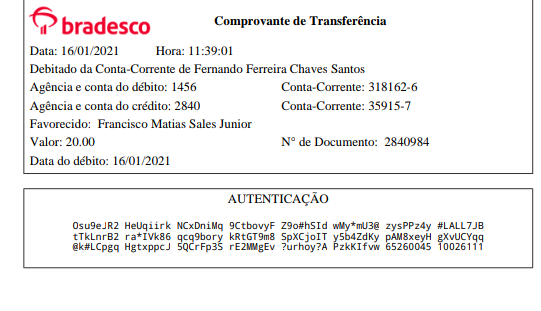 bradesco
Comprovante de Transferência
Data: 16/01/2021 Hora: 11:39:01
Debitado da Conta-Corrente de Fernando Ferreira Chaves Santos
Agência e conta do débito: 1456 Conta-Corrente: 318162-6
Agência e conta do crédito: 2840 Conta-Corrente: 35915-7
Favorecido: Francisco Matias Sales Junior
Valor: 20.00 N° de Documento: 2840984
Data do débito: 16/01/2021
AUTENTICAÇÃO
Osu9eJR2 HeUqiirk NCxDniMq 9CtbovyF Z9o#hSId wMy*mU3@ zysPPz4y #LALL7JB
tTkLnrB2 ra*IVk86 qcq9bory kRtGT9m8 SpXCjoIT y5b4ZdKy pAM8xeyH gXvUCYqq
@k#LCpgq HgtxppcJ 5QCrFp3S rE2MMgEv ?urhoy?A PzkKIfvw 65260045 10026111